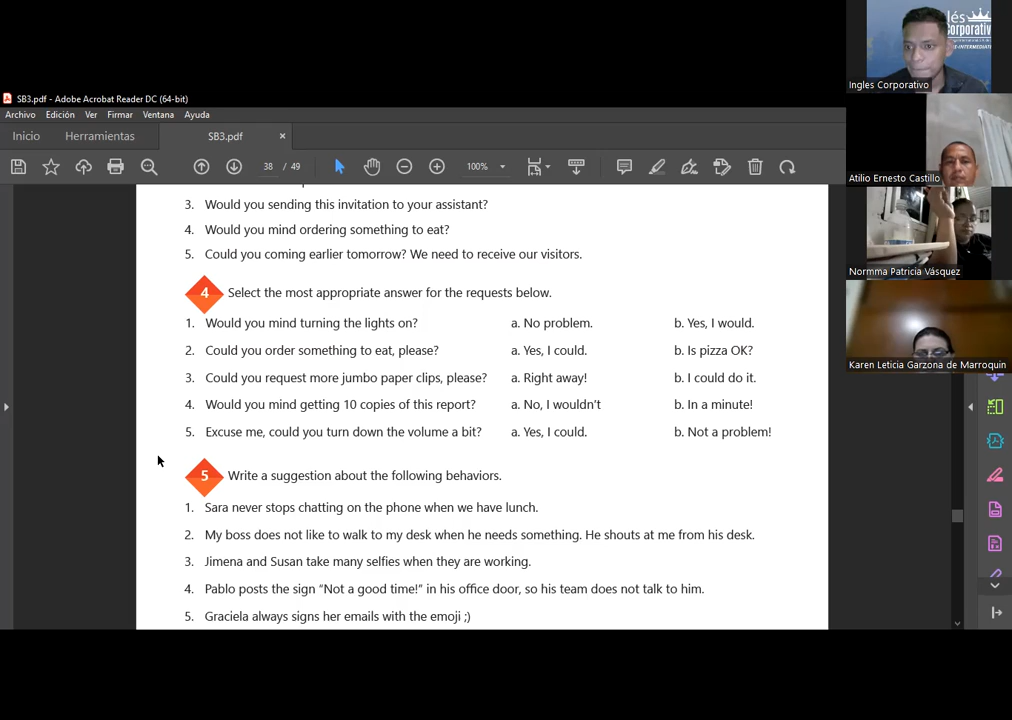 lés
Corporativ
S-INTERMEDIATE
Ingles Corporativo
SB3.pdf - Adobe Acrobat Reader DC (64-bit)
Archivo Edición Ver Firmar Ventana Ayuda
Inicio Herramientas SB3.pdf ×
38 / 49 100%
Atilio Ernesto Castillo
Normma Patricia Vásquez
Karen Leticia Garzona de Marroquin
3. Would you sending this invitation to your assistant?
4. Would you mind ordering something to eat?
5. Could you coming earlier tomorrow? We need to receive our visitors.
4 Select the most appropriate answer for the requests below.
1. Would you mind turning the lights on? a. No problem. b. Yes, I would.
2. Could you order something to eat, please? a. Yes, I could. b. Is pizza OK?
3. Could you request more jumbo paper clips, please? a. Right away! b. I could do it.
4. Would you mind getting 10 copies of this report? a. No, I wouldn't b. In a minute!
5. Excuse me, could you turn down the volume a bit? a. Yes, I could. b. Not a problem!
5 Write a suggestion about the following behaviors.
1. Sara never stops chatting on the phone when we have lunch.
2. My boss does not like to walk to my desk when he needs something. He shouts at me from his desk.
3. Jimena and Susan take many selfies when they are working.
4. Pablo posts the sign “Not a good time!” in his office door, so his team does not talk to him.
5. Graciela always signs her emails with the emoji ;)